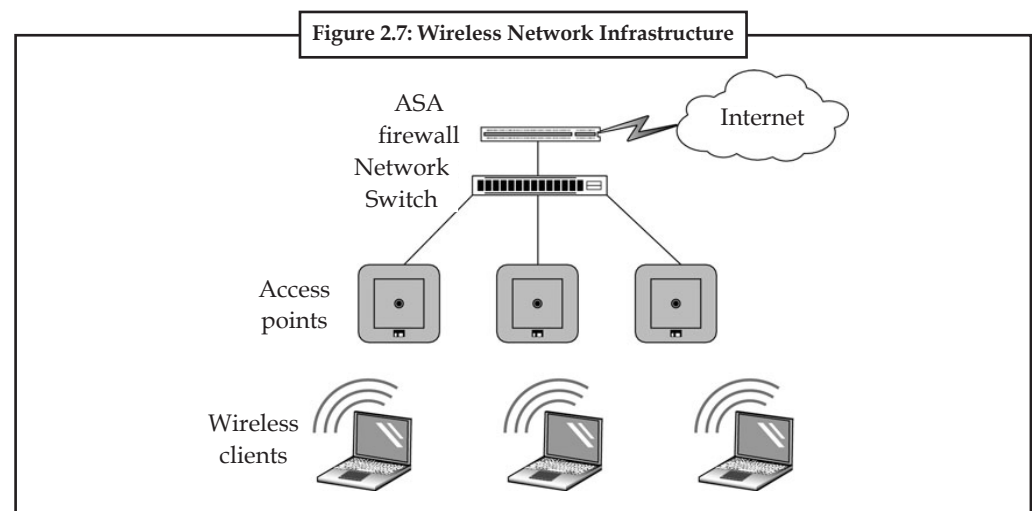 Figure 2.7: Wireless Network Infrastructure
ASA
firewall
Internet
Network
Switch
Access
points
Wireless
clients